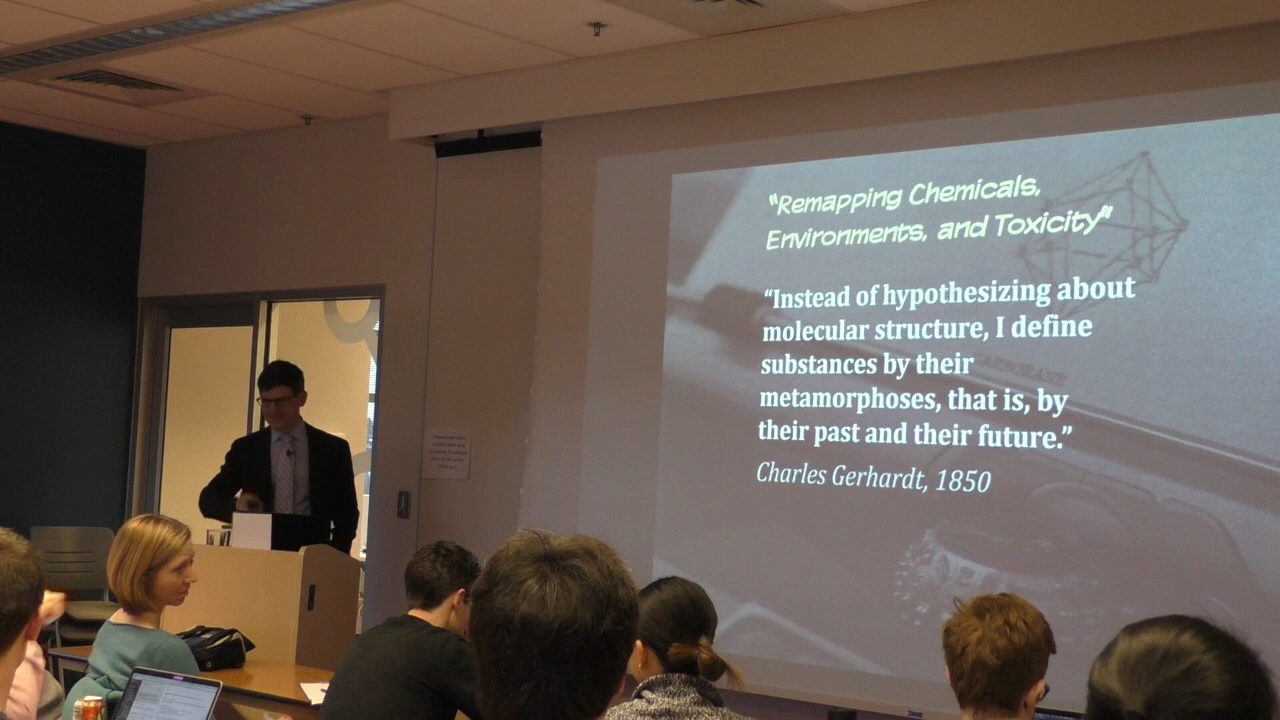 "Remapping Chemicals,
Environments, and Toxicity"
"Instead of hypothesizing about
molecular structure, I define
substances by their
metamorphoses, that is, by
their past and their future."
Charles Gerhardt, 1850